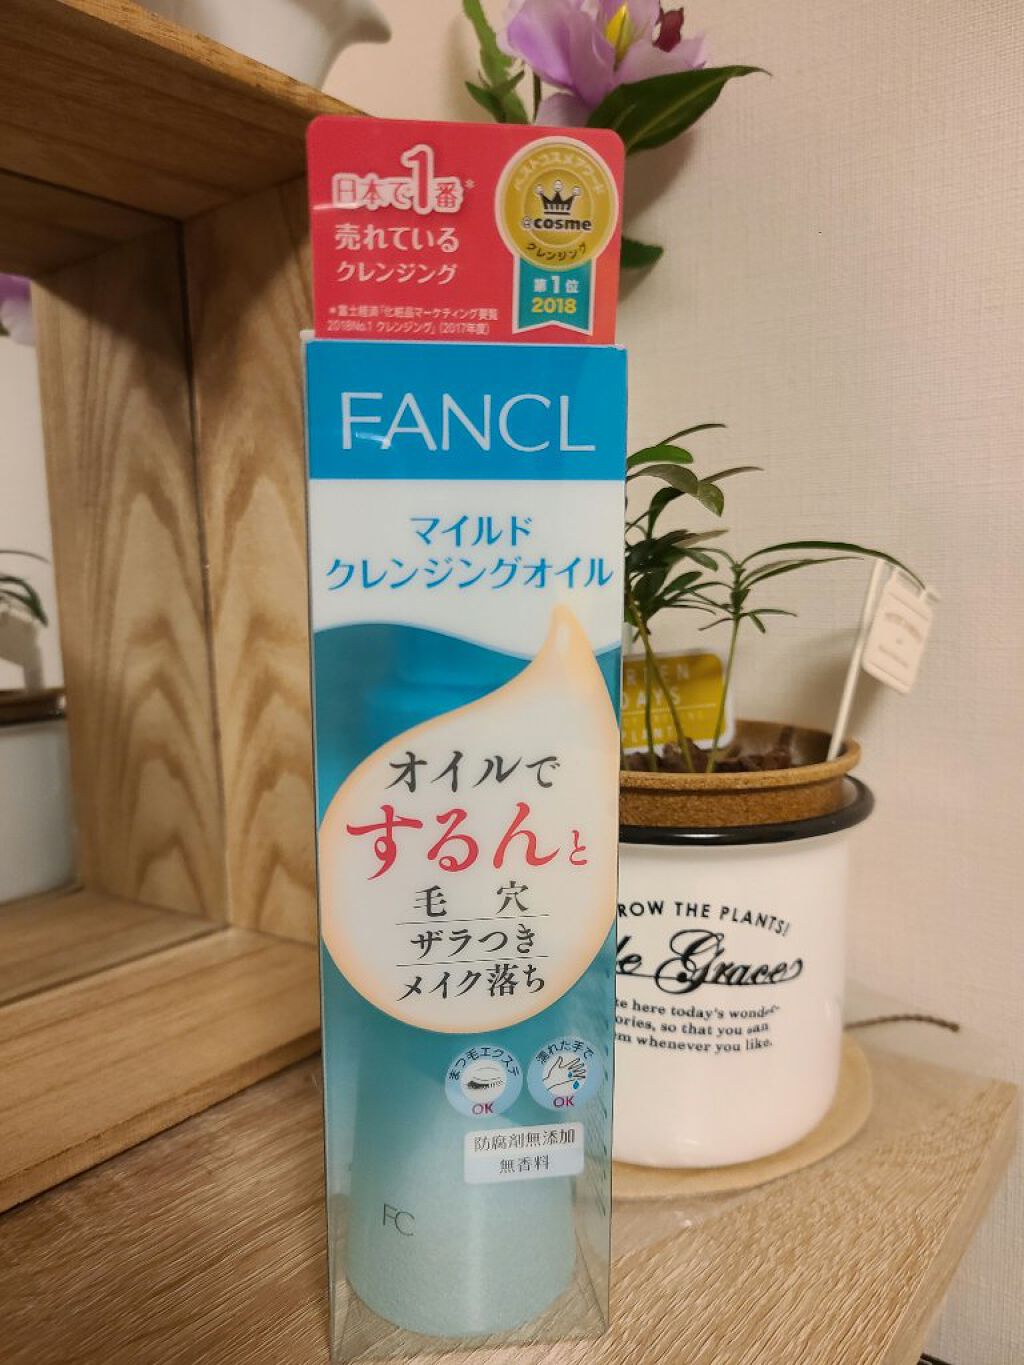 日本で1番*
売れている
クレンジング
*富士経済「化粧品マーケティング要覧
2018No.1 クレンジング」(2017年度)
ベストコスメアワード
@cosme
クレンジング
第1位
2018
FANCL
マイルド
クレンジングオイル
オイルで
するんと
毛穴
ザラつき
メイク落ち
まつ毛エクステ
OK
濡れた手で
OK
防腐剤無添加
無香料
FC
DAYS
PLANT
ROW THE PLANTS!
Grace
here today's wonder-
ories, so that you can
em whenever you like.